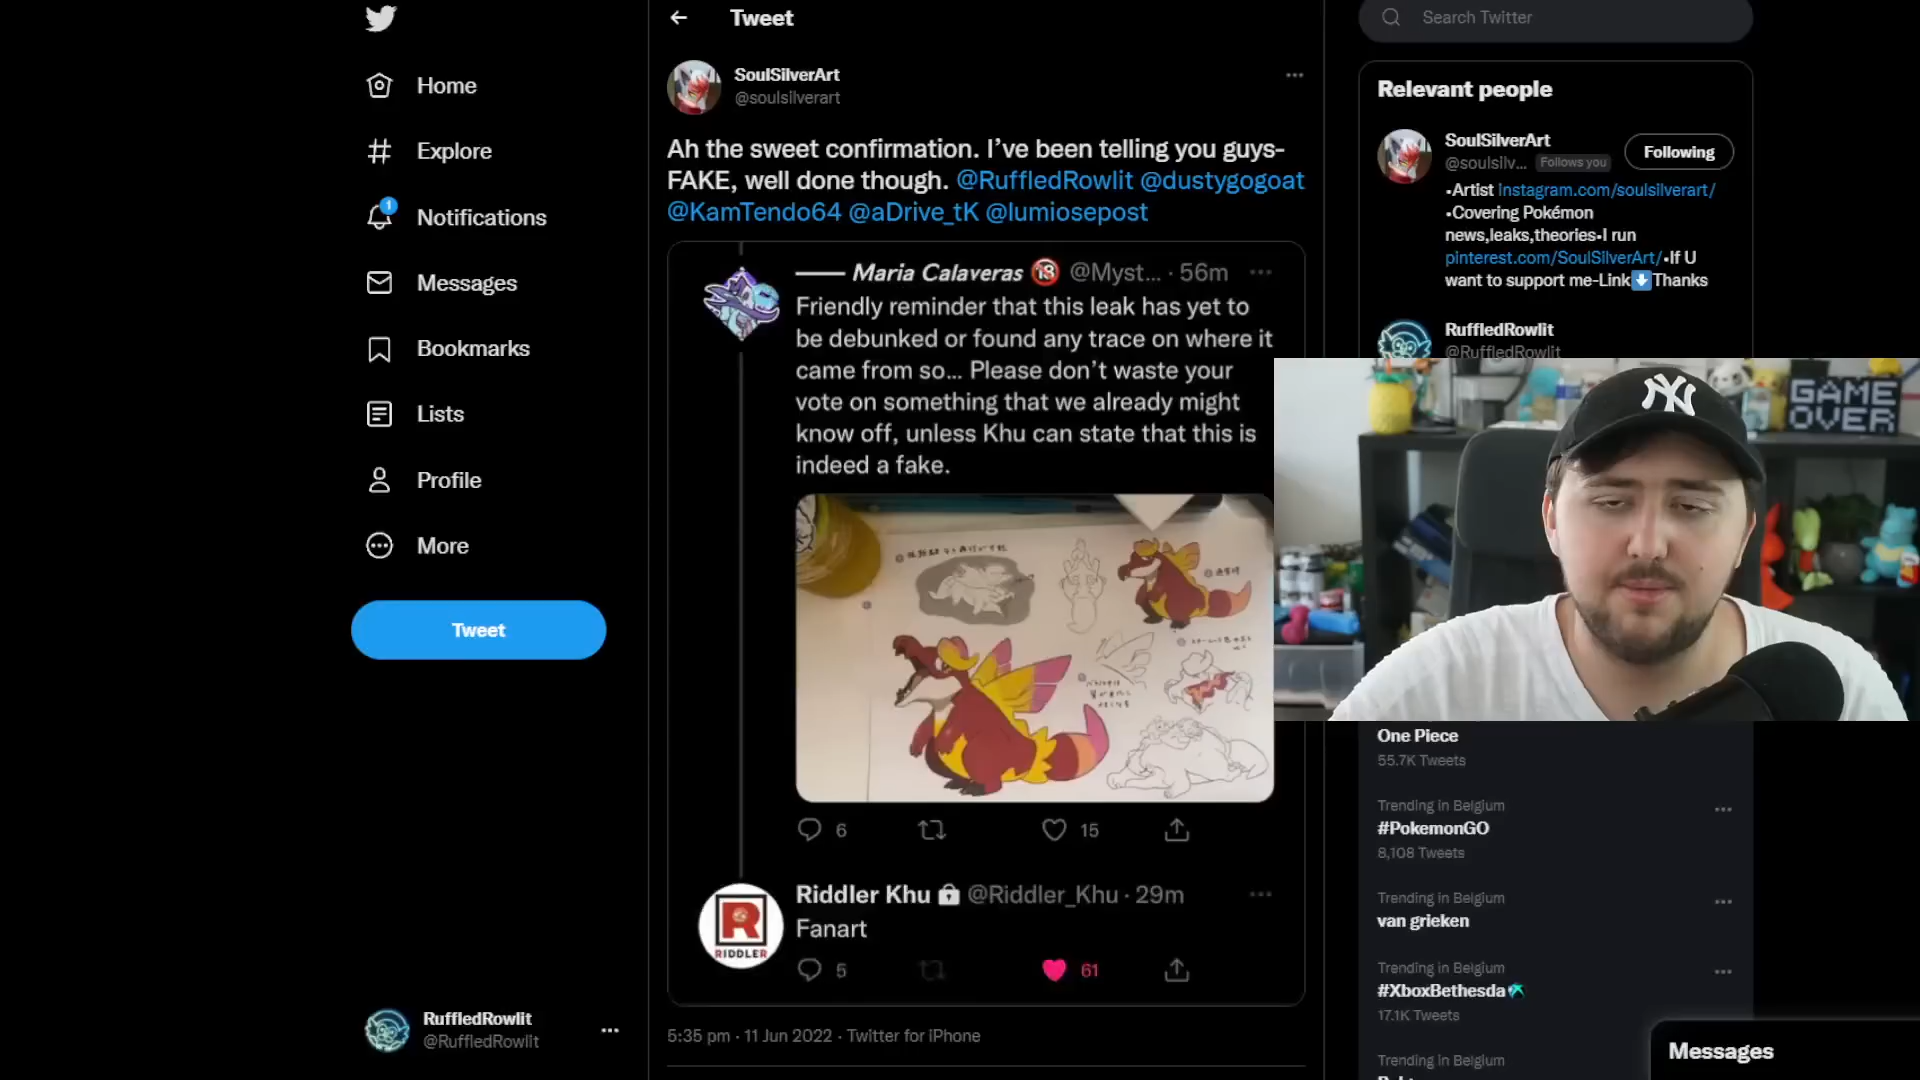 Home
Explore
1
Notifications
Messages
Bookmarks
Lists
Profile
More
Tweet
RuffledRowlit
@RuffledRowlit
Tweet
SoulSilverArt
@soulsilverart
Ah the sweet confirmation. I've been telling you guys-
FAKE, well done though. @RuffledRowlit @dustygogoat
@KamTendo64 @aDrive_tK @lumiosepost
Maria Calaveras 🔞 @Myst... · 56m
Friendly reminder that this leak has yet to
be debunked or found any trace on where it
came from so... Please don't waste your
vote on something that we already might
know off, unless Khu can state that this is
indeed a fake.
6
15
Riddler Khu 🔒 @Riddler_Khu · 29m
Fanart
R
RIDDLER
5
61
5:35 pm · 11 Jun 2022 · Twitter for iPhone
Search Twitter
Relevant people
SoulSilverArt
@soulsilv... Follows you
Following
•Artist instagram.com/soulsilverart/
•Covering Pokémon
news,leaks,theories•I run
pinterest.com/SoulSilverArt/•If U
want to support me-Link⬇Thanks
RuffledRowlit
@RuffledRowlit
GAME
OVER
NY
One Piece
55.7K Tweets
Trending in Belgium
#PokemonGO
8,108 Tweets
Trending in Belgium
van grieken
Trending in Belgium
#XboxBethesda
17.1K Tweets
Trending in Belgium
Messages